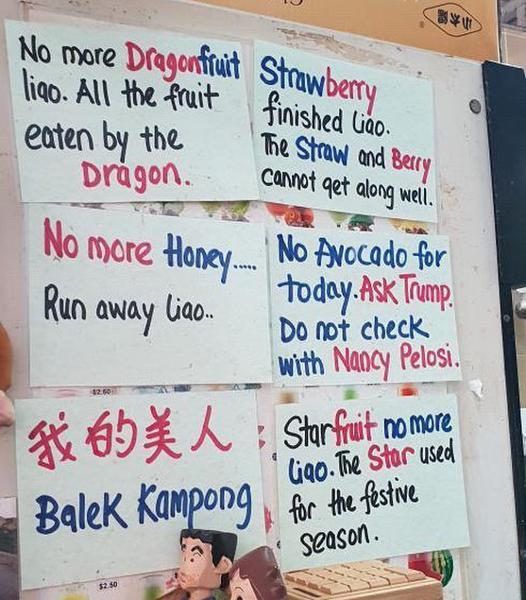 No more Dragonfruit
liao. All the fruit
eaten by the
Dragon.
Strawberry
finished Liao.
The Straw and Berry
cannot get along well.
No more Honey.....
Run away Liao..
No Avocado for
today. Ask Trump.
Do not check
with Nancy Pelosi.
$2.60
我的美人
Balek Kampong
Starfruit no more
Liao. The Star used
for the festive
season.
$2.50